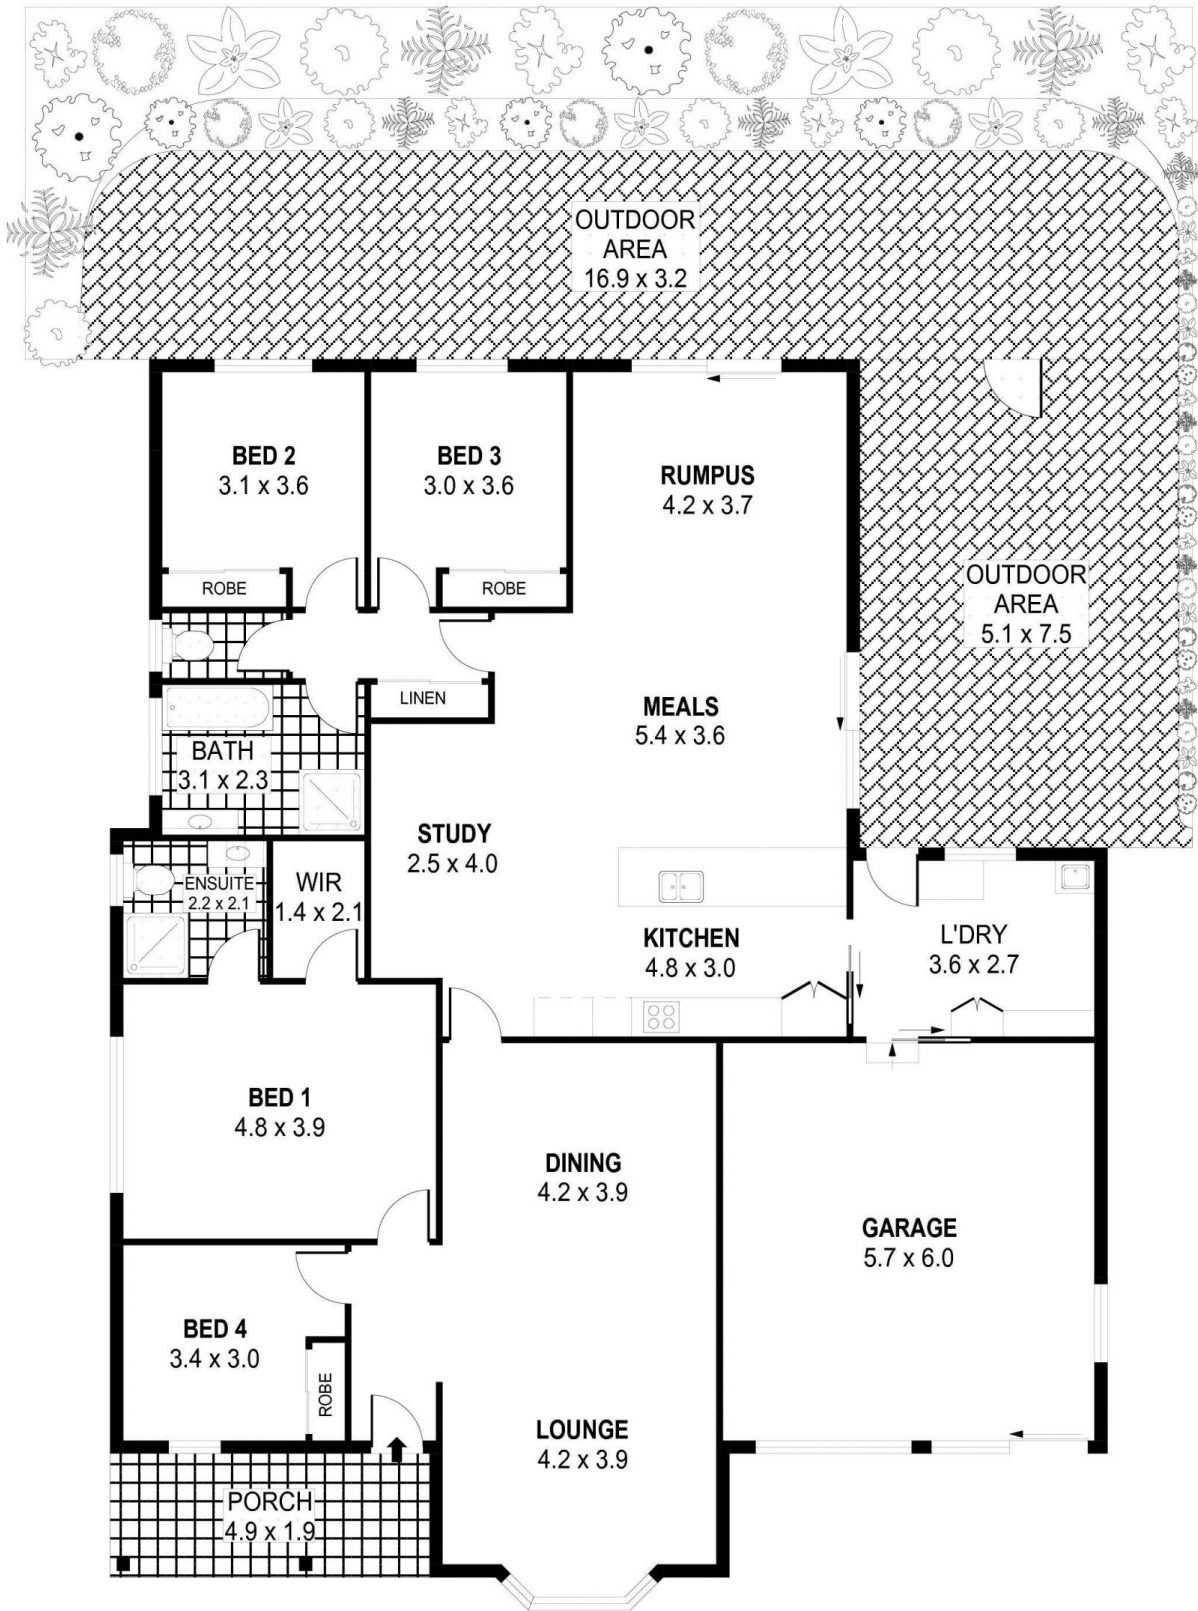 OUTDOOR
AREA
16.9 x 3.2
BED 2
3.1 x 3.6
BED 3
3.0 x 3.6
RUMPUS
4.2 x 3.7
ROBE
ROBE
OUTDOOR
AREA
5.1 x 7.5
LINEN
MEALS
5.4 x 3.6
BATH
3.1 x 2.3
STUDY
2.5 x 4.0
ENSUITE
2.2 x 2.1
WIR
1.4 x 2.1
KITCHEN
4.8 x 3.0
L'DRY
3.6 x 2.7
BED 1
4.8 x 3.9
DINING
4.2 x 3.9
GARAGE
5.7 x 6.0
BED 4
3.4 x 3.0
ROBE
LOUNGE
4.2 x 3.9
PORCH
4.9 x 1.9